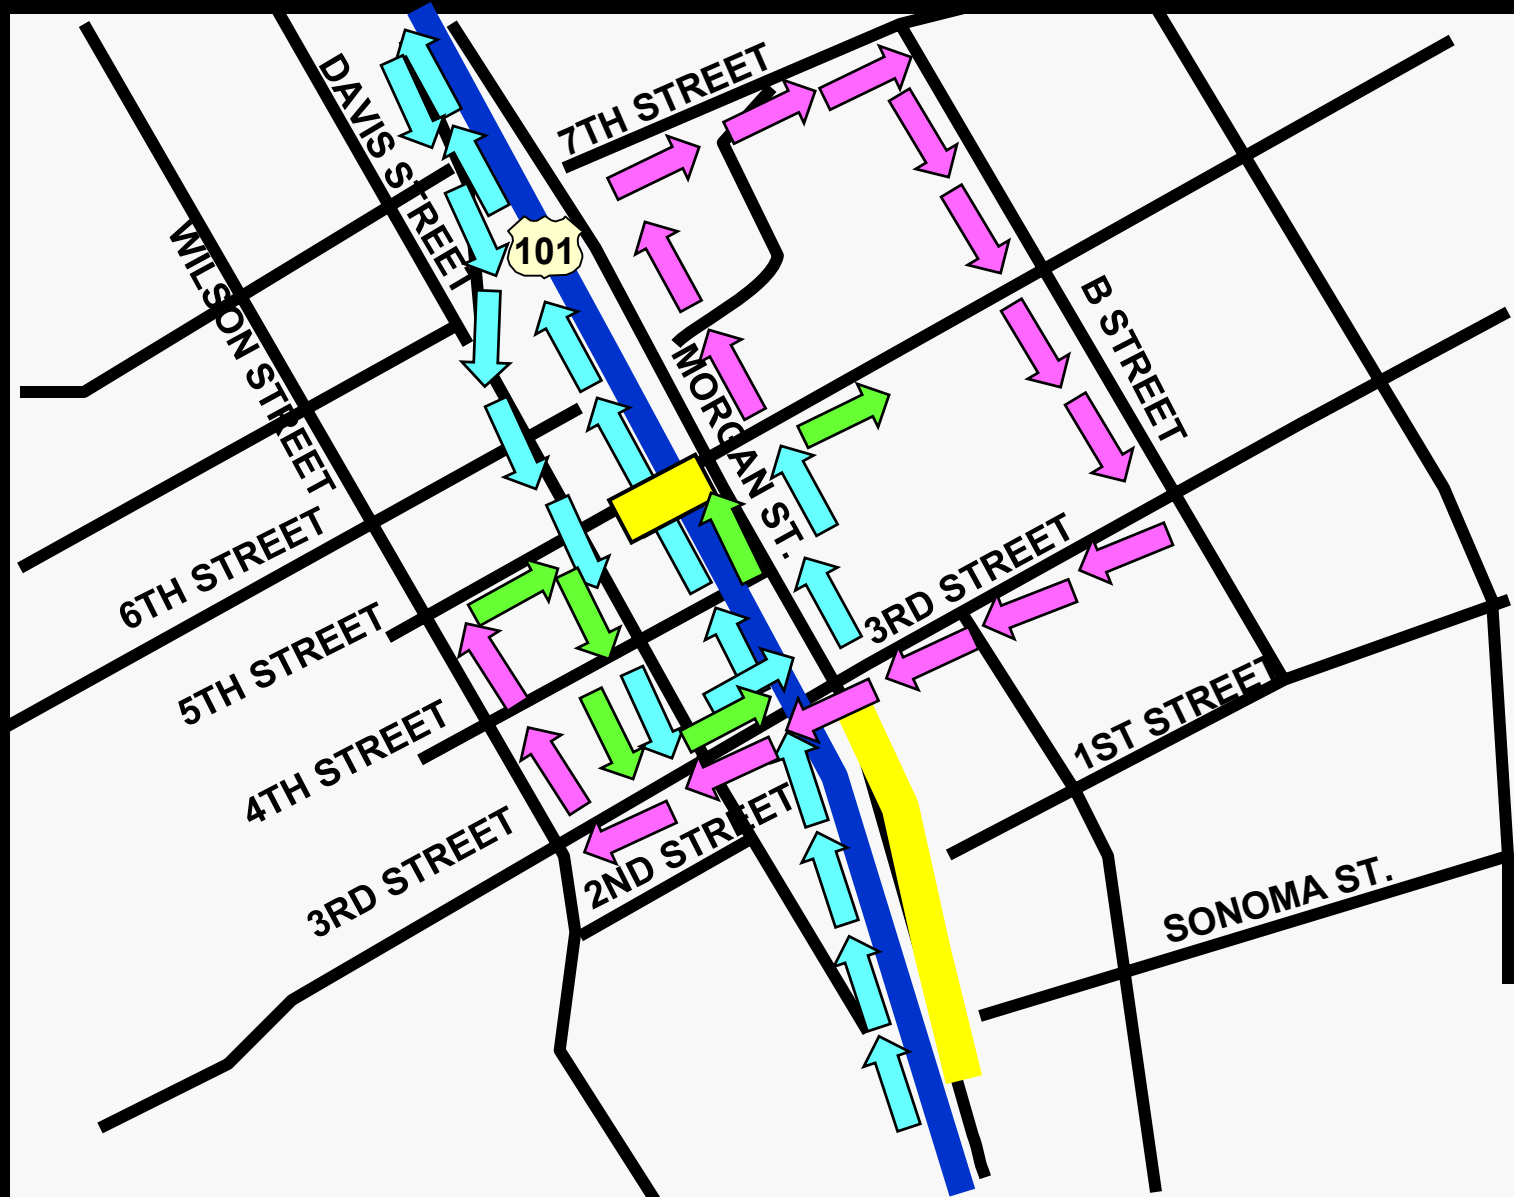 7TH STREET
DAVIS STREET
WILSON STREET
101
B STREET
MORGAN ST.
6TH STREET
3RD STREET
5TH STREET
4TH STREET
1ST STREET
3RD STREET
2ND STREET
SONOMA ST.